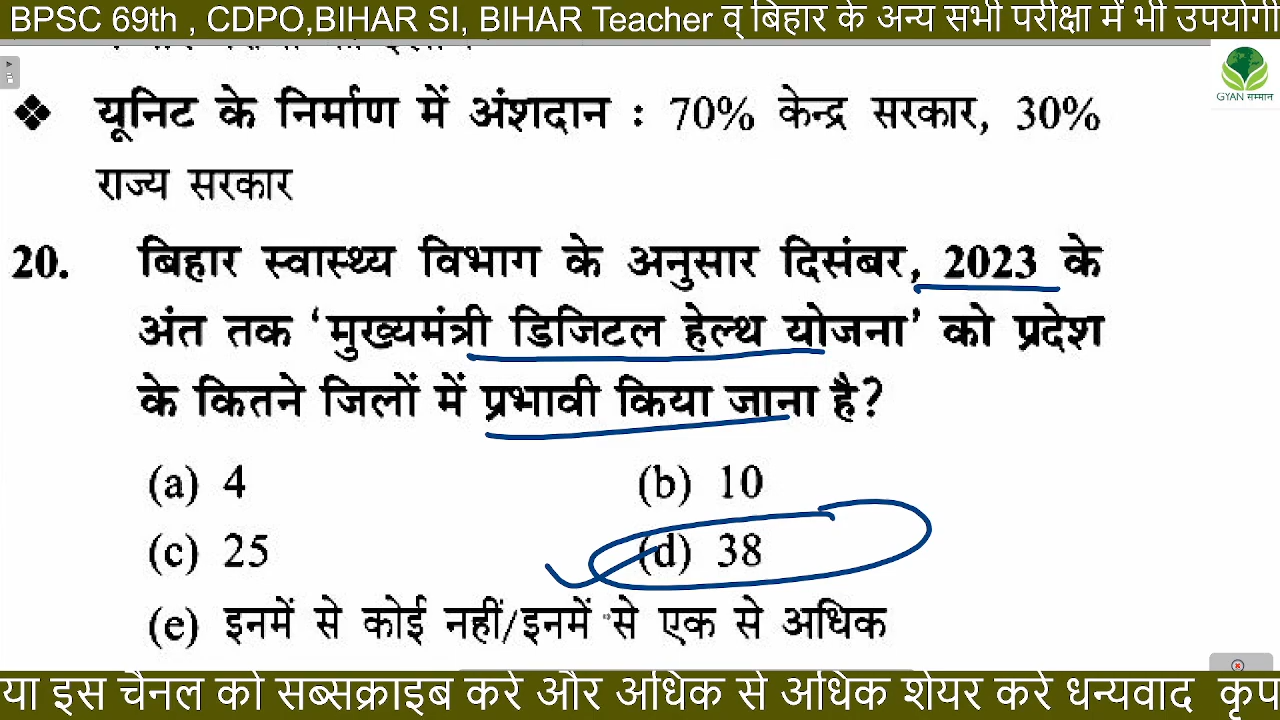 BPSC 69th , CDPO,BIHAR SI, BIHAR Teacher व् बिहार के अन्य सभी परीक्षा में भी उपयोगी
GYAN सम्मान
❖ यूनिट के निर्माण में अंशदान : 70% केन्द्र सरकार, 30%
राज्य सरकार
20. बिहार स्वास्थ्य विभाग के अनुसार दिसंबर, 2023 के
अंत तक ‘मुख्यमंत्री डिजिटल हेल्थ योजना’ को प्रदेश
के कितने जिलों में प्रभावी किया जाना है?
(a) 4 (b) 10
(c) 25 (d) 38
(e) इनमें से कोई नहीं/इनमें से एक से अधिक
या इस चैनल को सब्सक्राइब करे और अधिक से अधिक शेयर करे धन्यवाद कृप